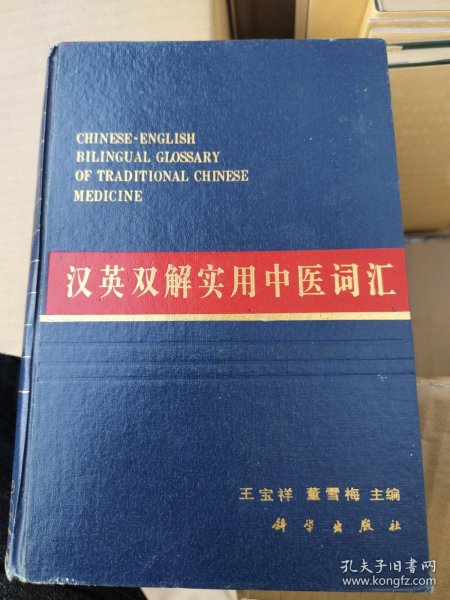 CHINESE-ENGLISH
BILINGUAL GLOSSARY
OF TRADITIONAL CHINESE
MEDICINE
汉英双解实用中医词汇
王宝祥 董雪梅 主编
科学出版社
孔夫子旧书网
www.kongfz.com